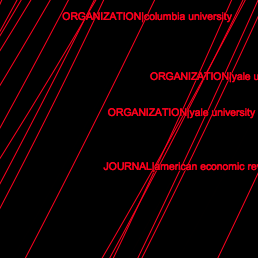 ORGANIZATION|columbia university
ORGANIZATION|yale u
ORGANIZATION|yale university
JOURNAL|american economic re